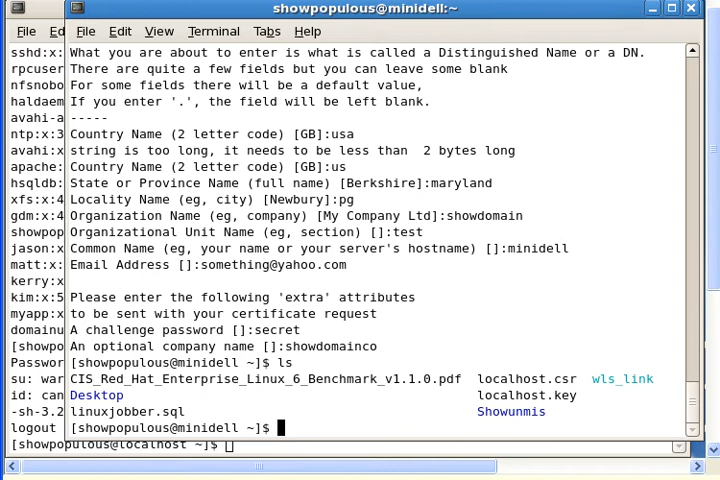 showpopulous@minidell:~
File Ed
File Edit View Terminal Tabs Help
sshd:x:
rpcuser
nfsnobo
haldaem
avahi-a
ntp:x:3
avahi:x
apache:
hsqldb:
xfs:x:4
gdm:x:4
showpop
jason:x
matt:x:
kerry:x
kim:x:5
myapp:x
domainu
[showpo
Passwor
su: war
id: can
-sh-3.2
logout
[showpopulous@localhost ~]$
What you are about to enter is what is called a Distinguished Name or a DN.
There are quite a few fields but you can leave some blank
For some fields there will be a default value,
If you enter '.', the field will be left blank.
-----
Country Name (2 letter code) [GB]:usa
string is too long, it needs to be less than  2 bytes long
Country Name (2 letter code) [GB]:us
State or Province Name (full name) [Berkshire]:maryland
Locality Name (eg, city) [Newbury]:pg
Organization Name (eg, company) [My Company Ltd]:showdomain
Organizational Unit Name (eg, section) []:test
Common Name (eg, your name or your server's hostname) []:minidell
Email Address []:something@yahoo.com
Please enter the following 'extra' attributes
to be sent with your certificate request
A challenge password []:secret
An optional company name []:showdomainco
[showpopulous@minidell ~]$ ls
CIS_Red_Hat_Enterprise_Linux_6_Benchmark_v1.1.0.pdf  localhost.csr  wls_link
Desktop                                              localhost.key
linuxjobber.sql                                      Showunmis
[showpopulous@minidell ~]$